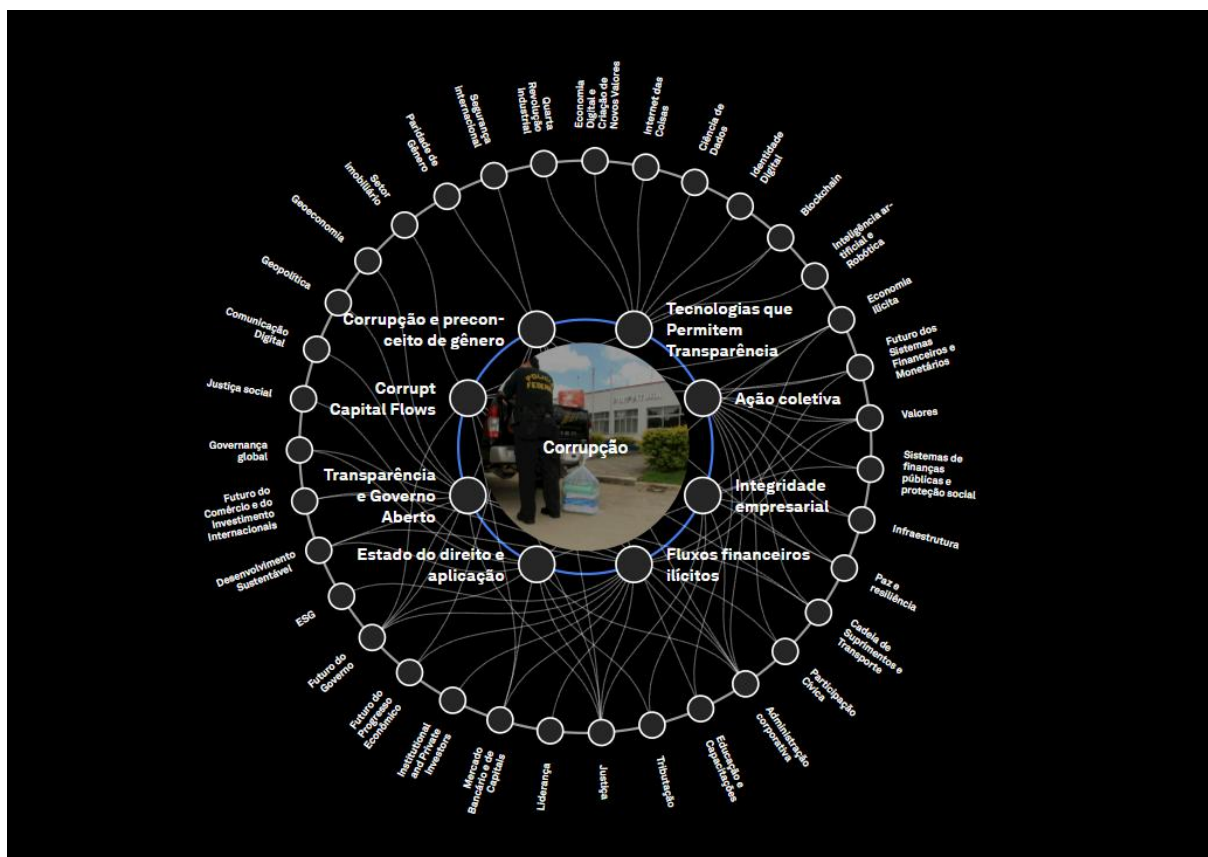 Quarta
Revolução
Industrial
Economia
Digital e
Criação de
Novos Valores
Internet das
Coisas
Ciência de
Dados
Identidade
Digital
Blockchain
Inteligência ar-
tificial e
Robótica
Economia
Ilícita
Futuro dos
Sistemas
Financeiros e
Monetários
Valores
Sistemas de
finanças
públicas e
proteção social
Infraestrutura
Paz e
resiliência
Cadeia de
Suprimentos e
Transporte
Participação
Cívica
Administração
corporativa
Educação e
Capacitações
Tributação
Justiça
Liderança
Mercado
Bancário e de
Capitais
Institutional
and Private
Investors
Futuro do
Progresso
Econômico
Futuro do
Governo
ESG
Desenvolvimento
Sustentável
Futuro do
Comércio e do
Investimento
Internacionais
Governança
global
Justiça social
Comunicação
Digital
Geopolítica
Geoeconomia
Setor
Imobiliário
Paridade de
Gênero
Segurança
Internacional
Corrupção e precon-
ceito de gênero
Tecnologias que
Permitem
Transparência
Corrupt
Capital Flows
Ação coletiva
POLÍCIA
FEDERAL
Corrupção
Transparência
e Governo
Aberto
Integridade
empresarial
Estado do direito e
aplicação
Fluxos financeiros
ilícitos